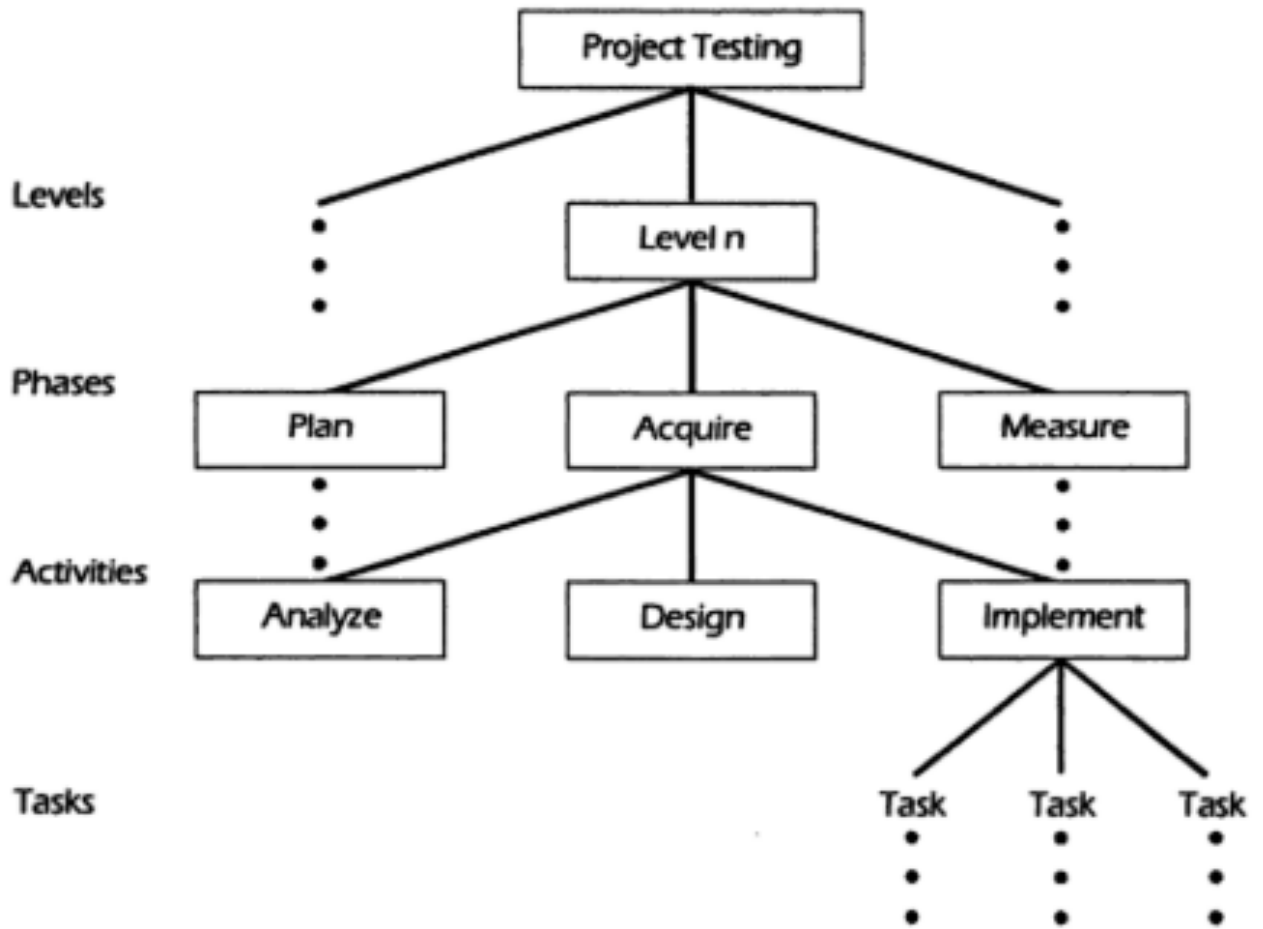 Project Testing
Levels
Level n
Phases
Plan
Acquire
Measure
Activities
Analyze
Design
Implement
Tasks
Task
Task
Task